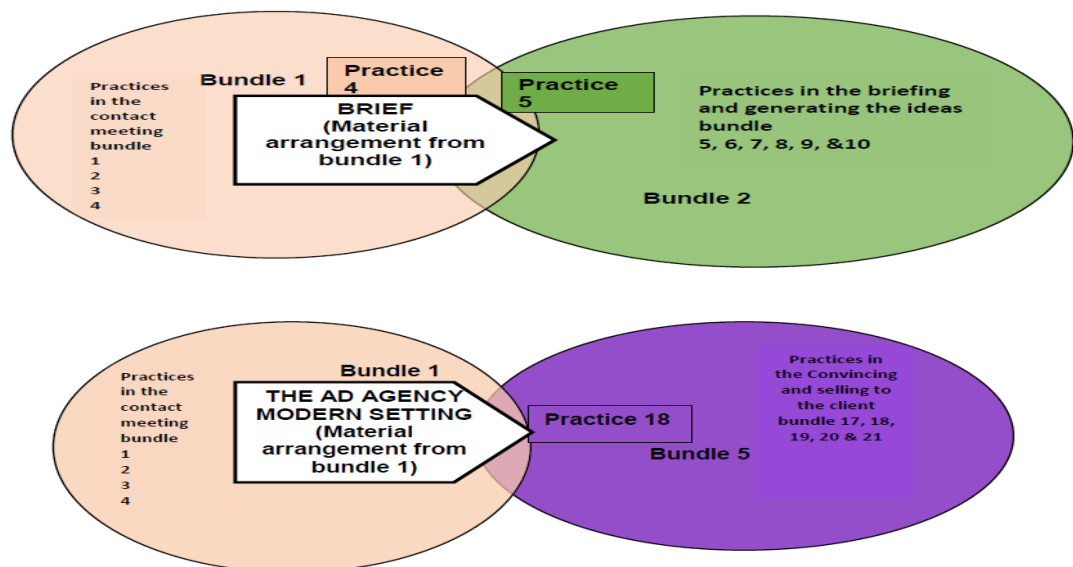 Bundle 1
Practices
in the
contact
meeting
bundle
1
2
3
4
Practice
4
BRIEF
(Material
arrangement from
bundle 1)
Practice
5
Practices in the briefing
and generating the ideas
bundle
5, 6, 7, 8, 9, &10
Bundle 2
Bundle 1
Practices
in the
contact
meeting
bundle
1
2
3
4
THE AD AGENCY
MODERN SETTING
(Material
arrangement from
bundle 1)
Practice 18
Practices in
the Convincing
and selling to
the client
bundle 17, 18,
19, 20 & 21
Bundle 5